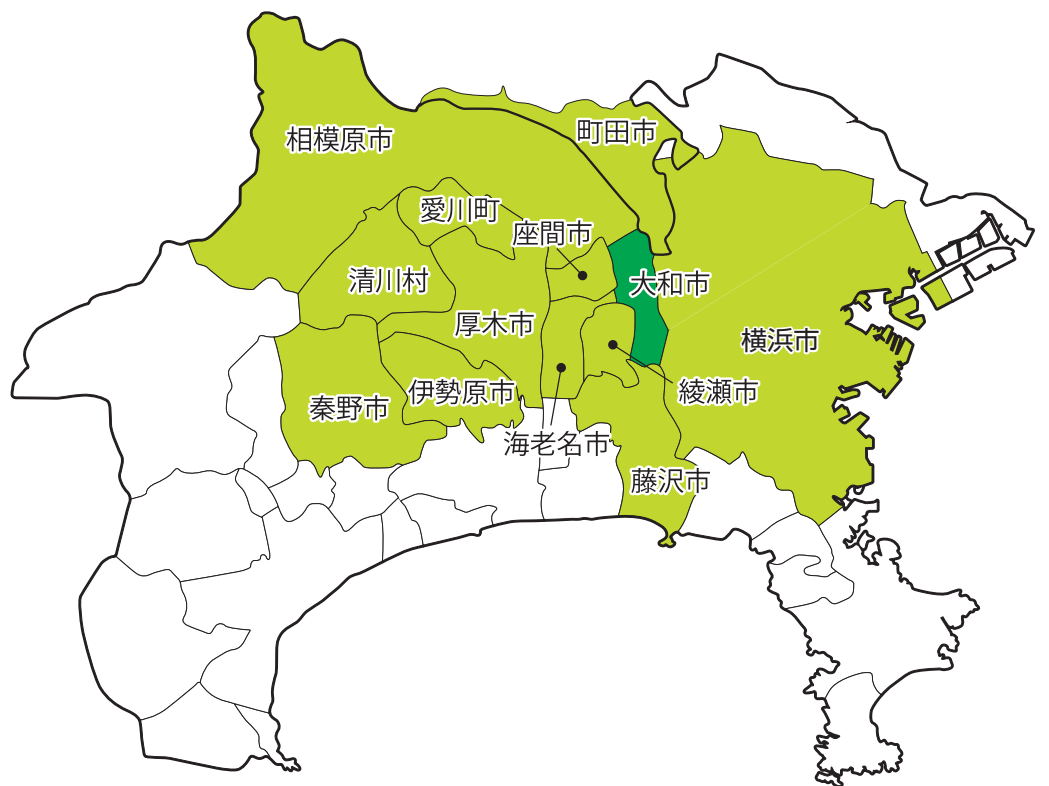 相模原市
町田市
愛川町
座間市
清川村
大和市
厚木市
横浜市
伊勢原市
綾瀬市
秦野市
海老名市
藤沢市